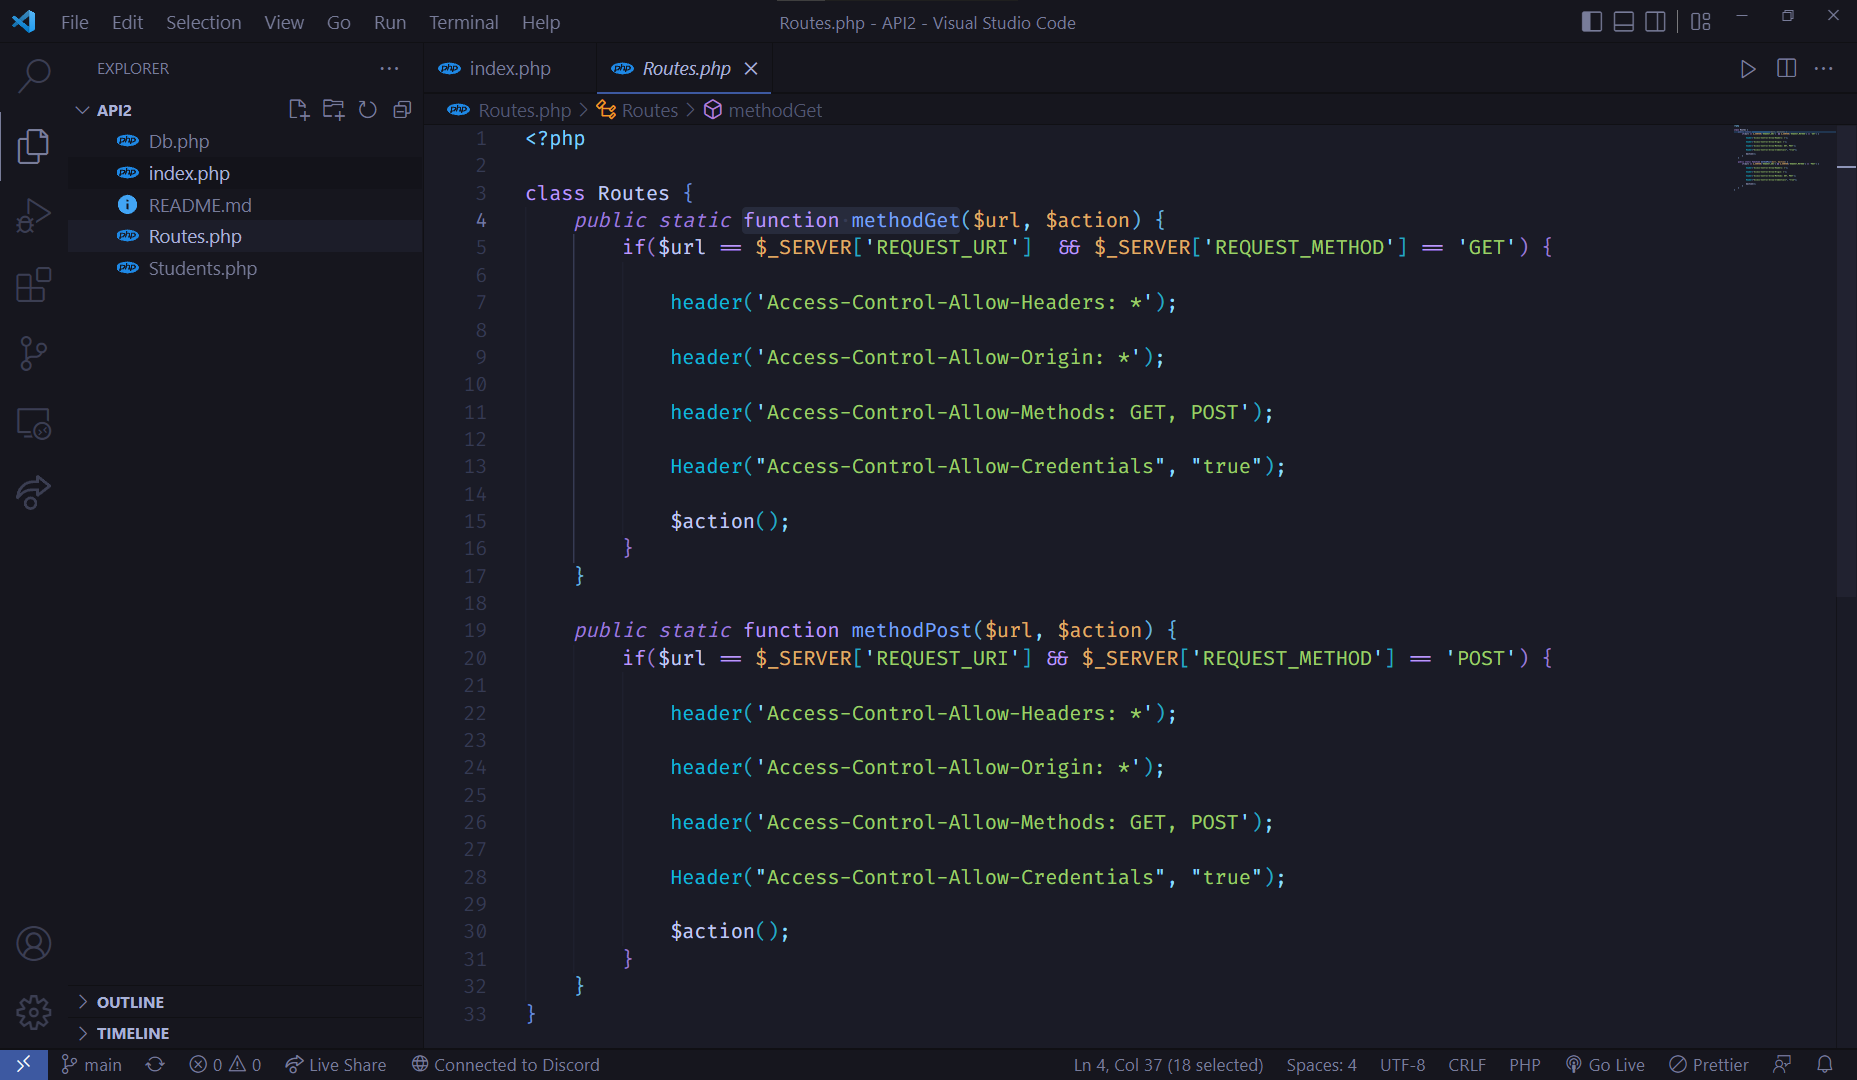 File Edit Selection View Go Run Terminal Help
Routes.php - API2 - Visual Studio Code
EXPLORER
API2
Db.php
index.php
README.md
Routes.php
Students.php
OUTLINE
TIMELINE
index.php
Routes.php
Routes.php > Routes > methodGet
1 <?php
2
3 class Routes {
4 public static function methodGet($url, $action) {
5 if($url == $_SERVER['REQUEST_URI']  && $_SERVER['REQUEST_METHOD'] == 'GET') {
6
7 header('Access-Control-Allow-Headers: *');
8
9 header('Access-Control-Allow-Origin: *');
10
11 header('Access-Control-Allow-Methods: GET, POST');
12
13 Header("Access-Control-Allow-Credentials", "true");
14
15 $action();
16 }
17 }
18
19 public static function methodPost($url, $action) {
20 if($url == $_SERVER['REQUEST_URI'] && $_SERVER['REQUEST_METHOD'] == 'POST') {
21
22 header('Access-Control-Allow-Headers: *');
23
24 header('Access-Control-Allow-Origin: *');
25
26 header('Access-Control-Allow-Methods: GET, POST');
27
28 Header("Access-Control-Allow-Credentials", "true");
29
30 $action();
31 }
32 }
33 }
main 0 0 Live Share Connected to Discord
Ln 4, Col 37 (18 selected) Spaces: 4 UTF-8 CRLF PHP Go Live Prettier